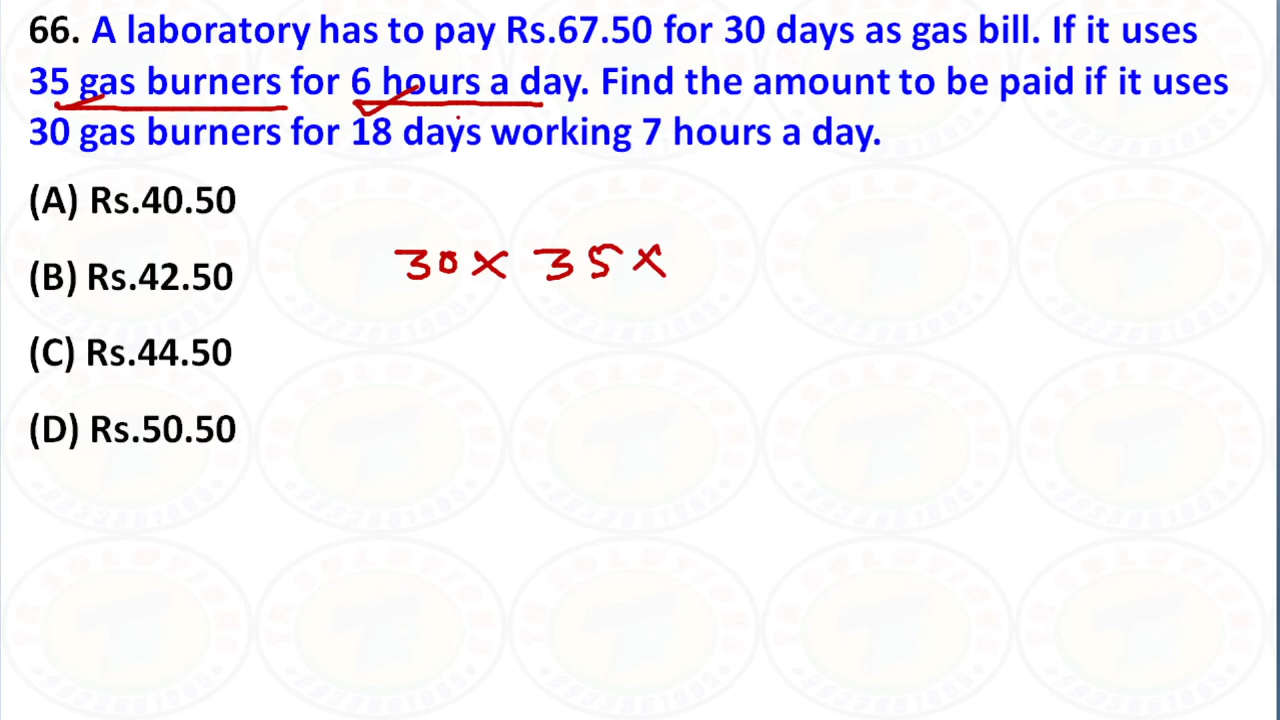 66. A laboratory has to pay Rs.67.50 for 30 days as gas bill. If it uses
35 gas burners for 6 hours a day. Find the amount to be paid if it uses
30 gas burners for 18 days working 7 hours a day.
(A) Rs.40.50
30 x 35 x
(B) Rs.42.50
(C) Rs.44.50
(D) Rs.50.50